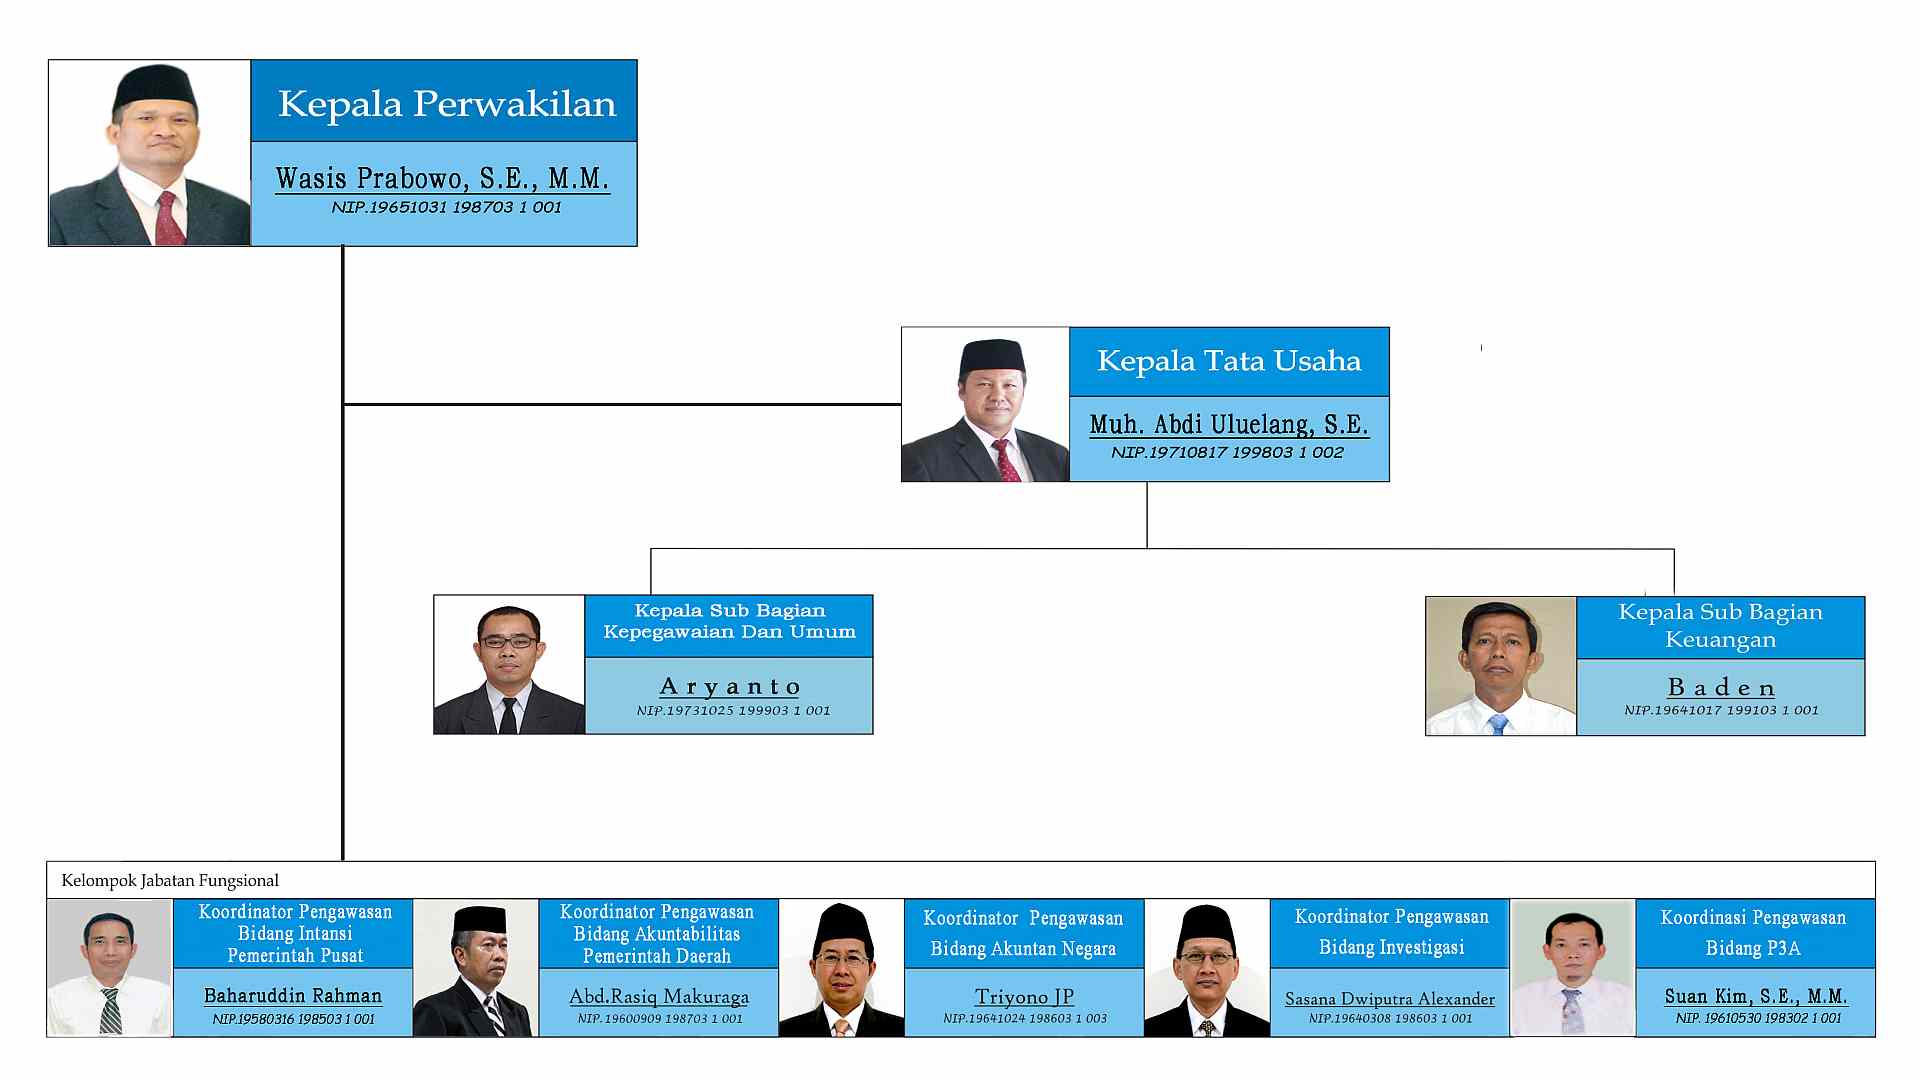 Kepala Perwakilan
Wasis Prabowo, S.E., M.M.
NIP.19651031 198703 1 001
Kepala Tata Usaha
Muh. Abdi Uluelang, S.E.
NIP.19710817 199803 1 002
Kepala Sub Bagian
Kepegawaian Dan Umum
Aryanto
NIP.19731025 199903 1 001
Kepala Sub Bagian
Keuangan
Baden
NIP.19641017 199103 1 001
Kelompok Jabatan Fungsional
Koordinator Pengawasan
Bidang Intansi
Pemerintah Pusat
Baharuddin Rahman
NIP.19580316 198503 1 001
Koordinator Pengawasan
Bidang Akuntabilitas
Pemerintah Daerah
Abd.Rasiq Makuraga
NIP. 19600909 198703 1 001
Koordinator Pengawasan
Bidang Akuntan Negara
Triyono JP
NIP.19641024 198603 1 003
Koordinator Pengawasan
Bidang Investigasi
Sasana Dwiputra Alexander
NIP.19640308 198603 1 001
Koordinasi Pengawasan
Bidang P3A
Suan Kim, S.E., M.M.
NIP. 19610530 198302 1 001